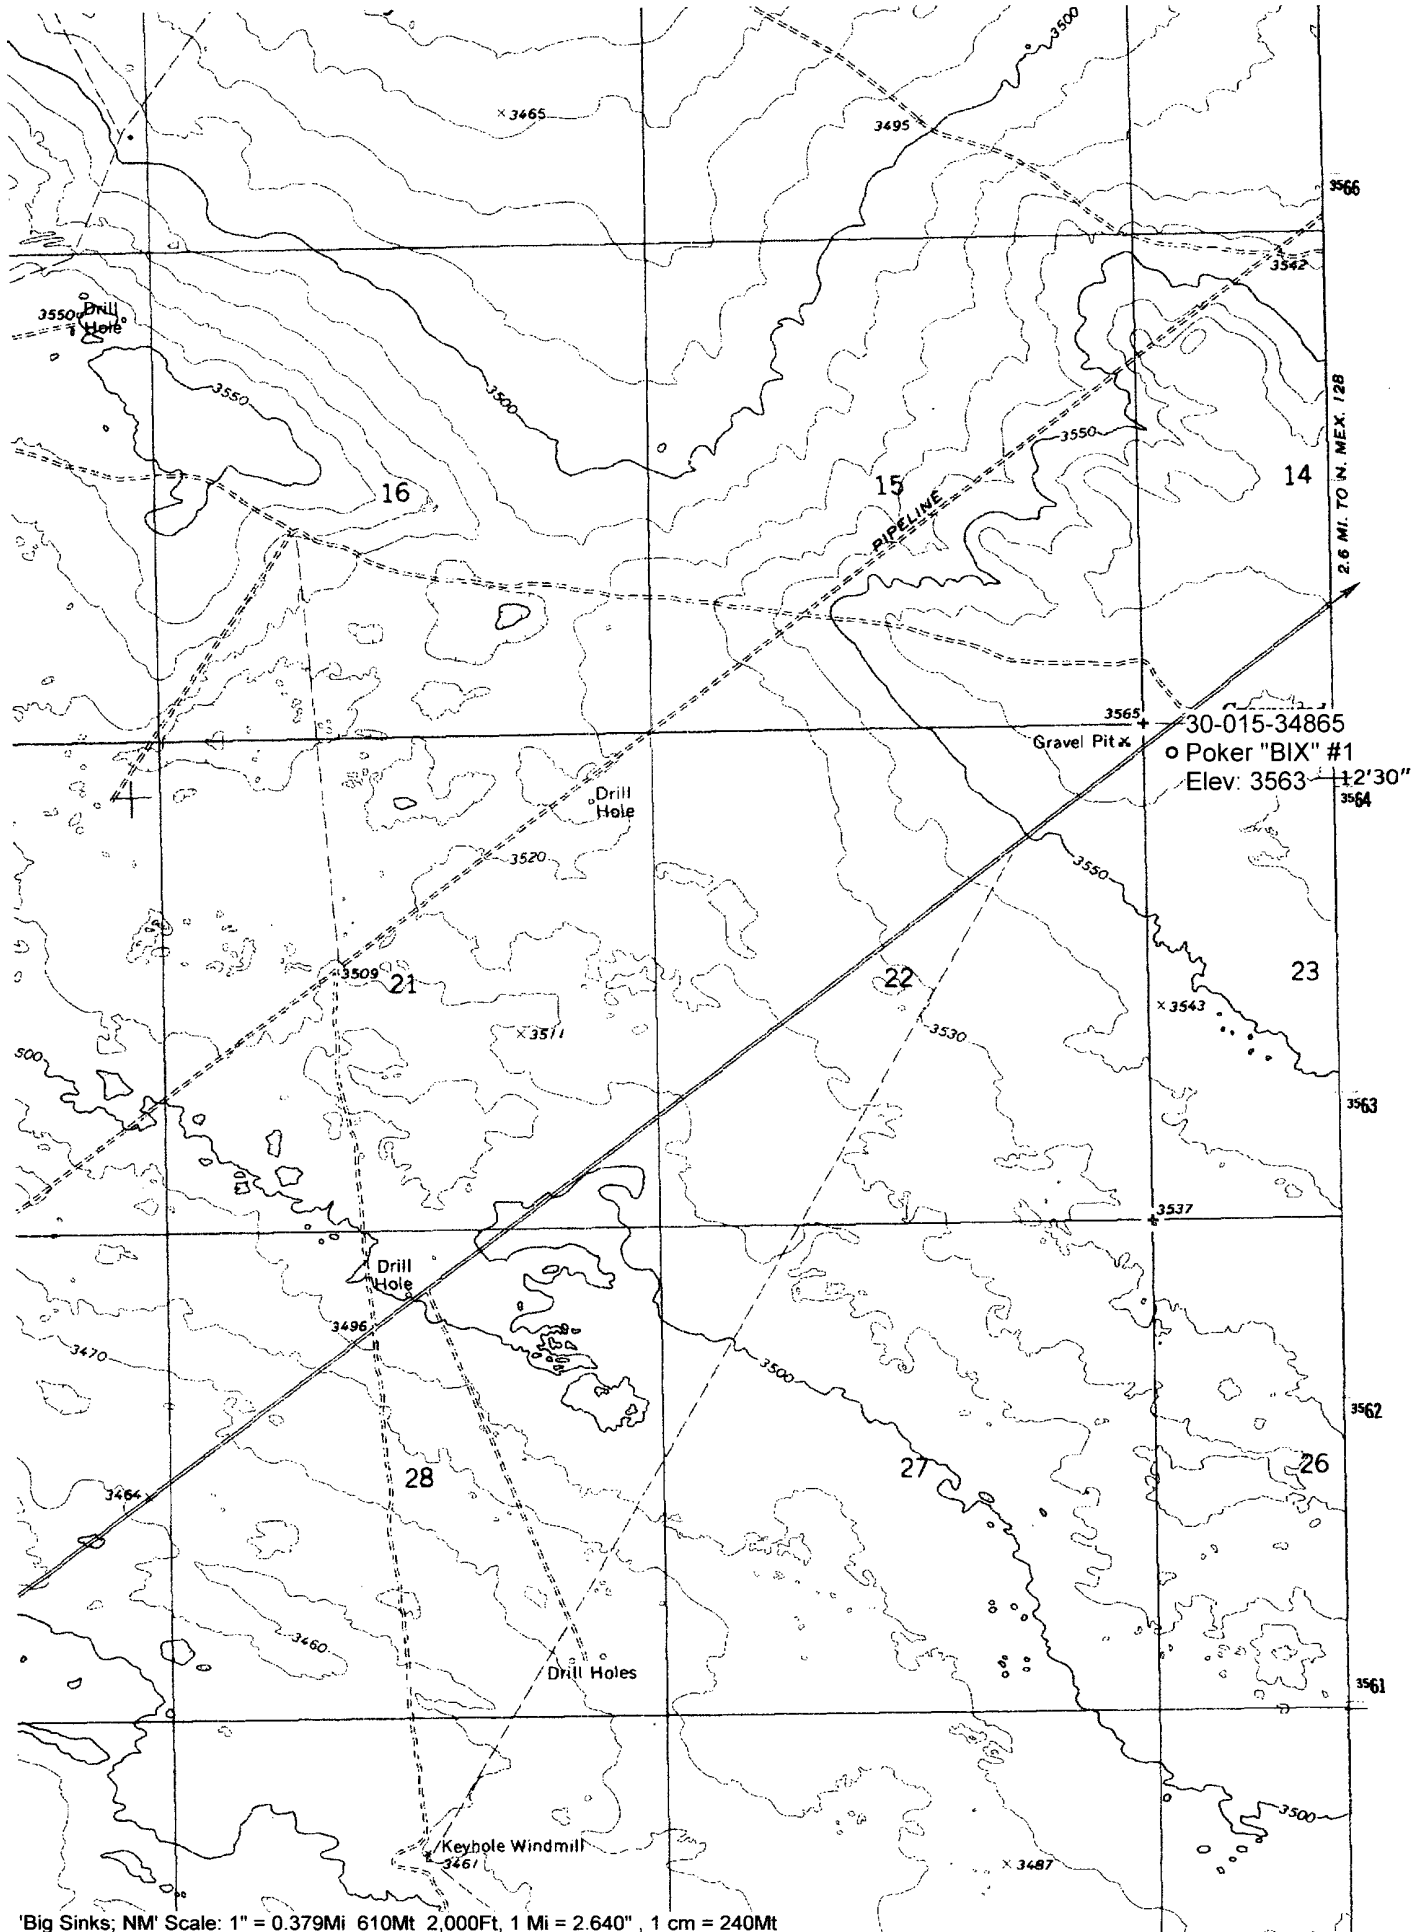 3500
3465
3495
3566
3542
3550
Drill
Hole
3550
3500
2.6 MI. TO N. MEX. 128
3550
16
15
14
PIPELINE
3565
30-015-34865
Gravel Pit
Poker "BIX" #1
Elev: 3563
12'30"
3564
Drill
Hole
3520
3550
3509
21
22
23
3543
3511
3530
500
3563
3537
Drill
Hole
3496
3470
3500
3562
28
27
26
3464
3460
Drill Holes
3561
3500
Keyhole Windmill
3461
3487
'Big Sinks; NM' Scale: 1" = 0.379Mi 610Mt 2,000Ft, 1 Mi = 2.640" , 1 cm = 240Mt